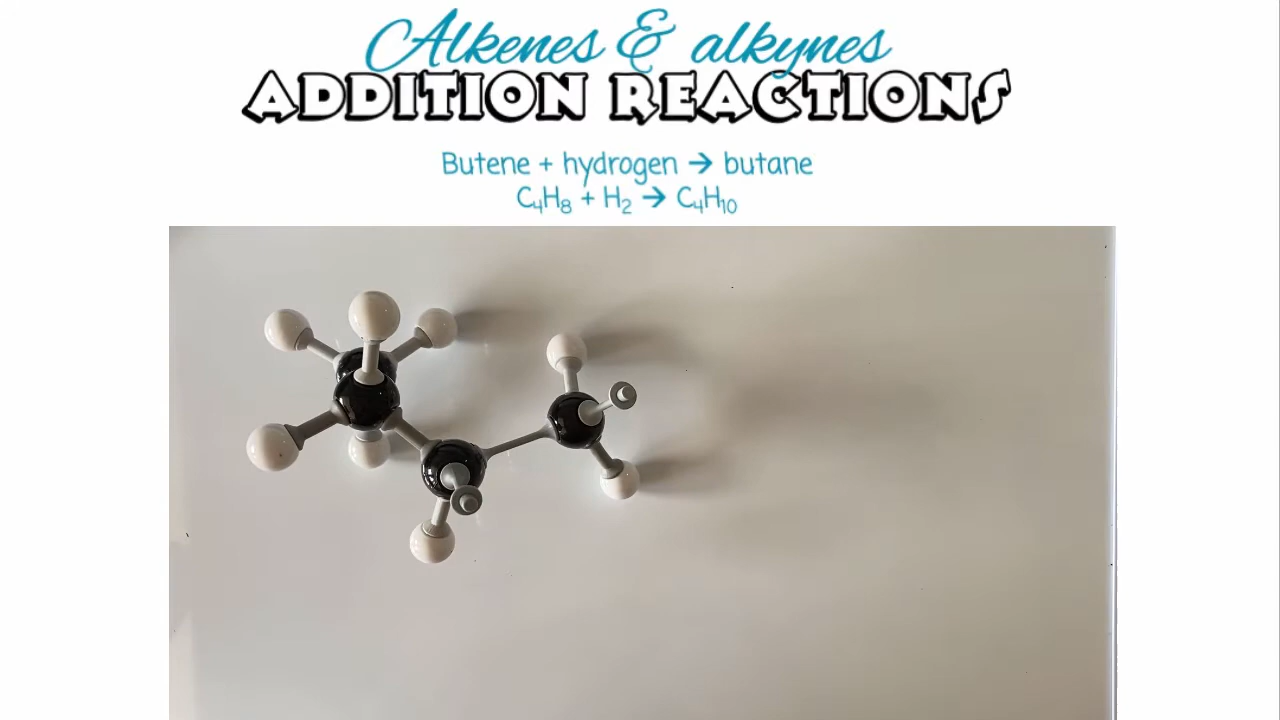 Alkenes & alkynes
ADDITION REACTIONS
Butene + hydrogen → butane
C₄H₈ + H₂ → C₄H₁₀